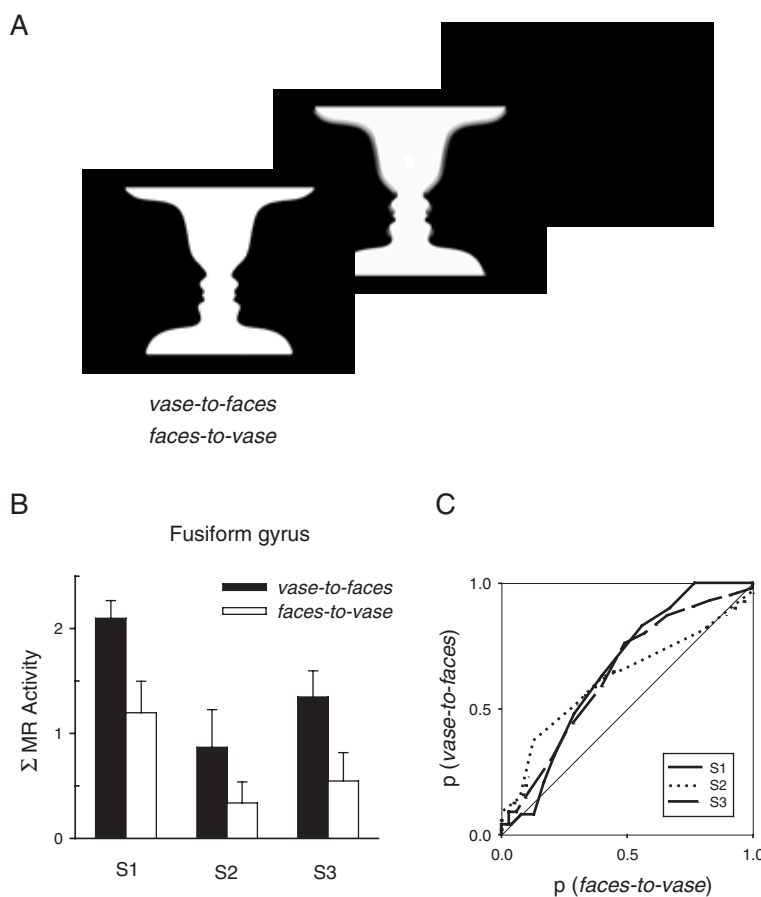 A
vase-to-faces
faces-to-vase
B
Fusiform gyrus
vase-to-faces
faces-to-vase
Σ MR Activity
2
1
0
S1
S2
S3
C
1.0
0.5
0.0
p (vase-to-faces)
S1
S2
S3
0.0
0.5
1.0
p (faces-to-vase)